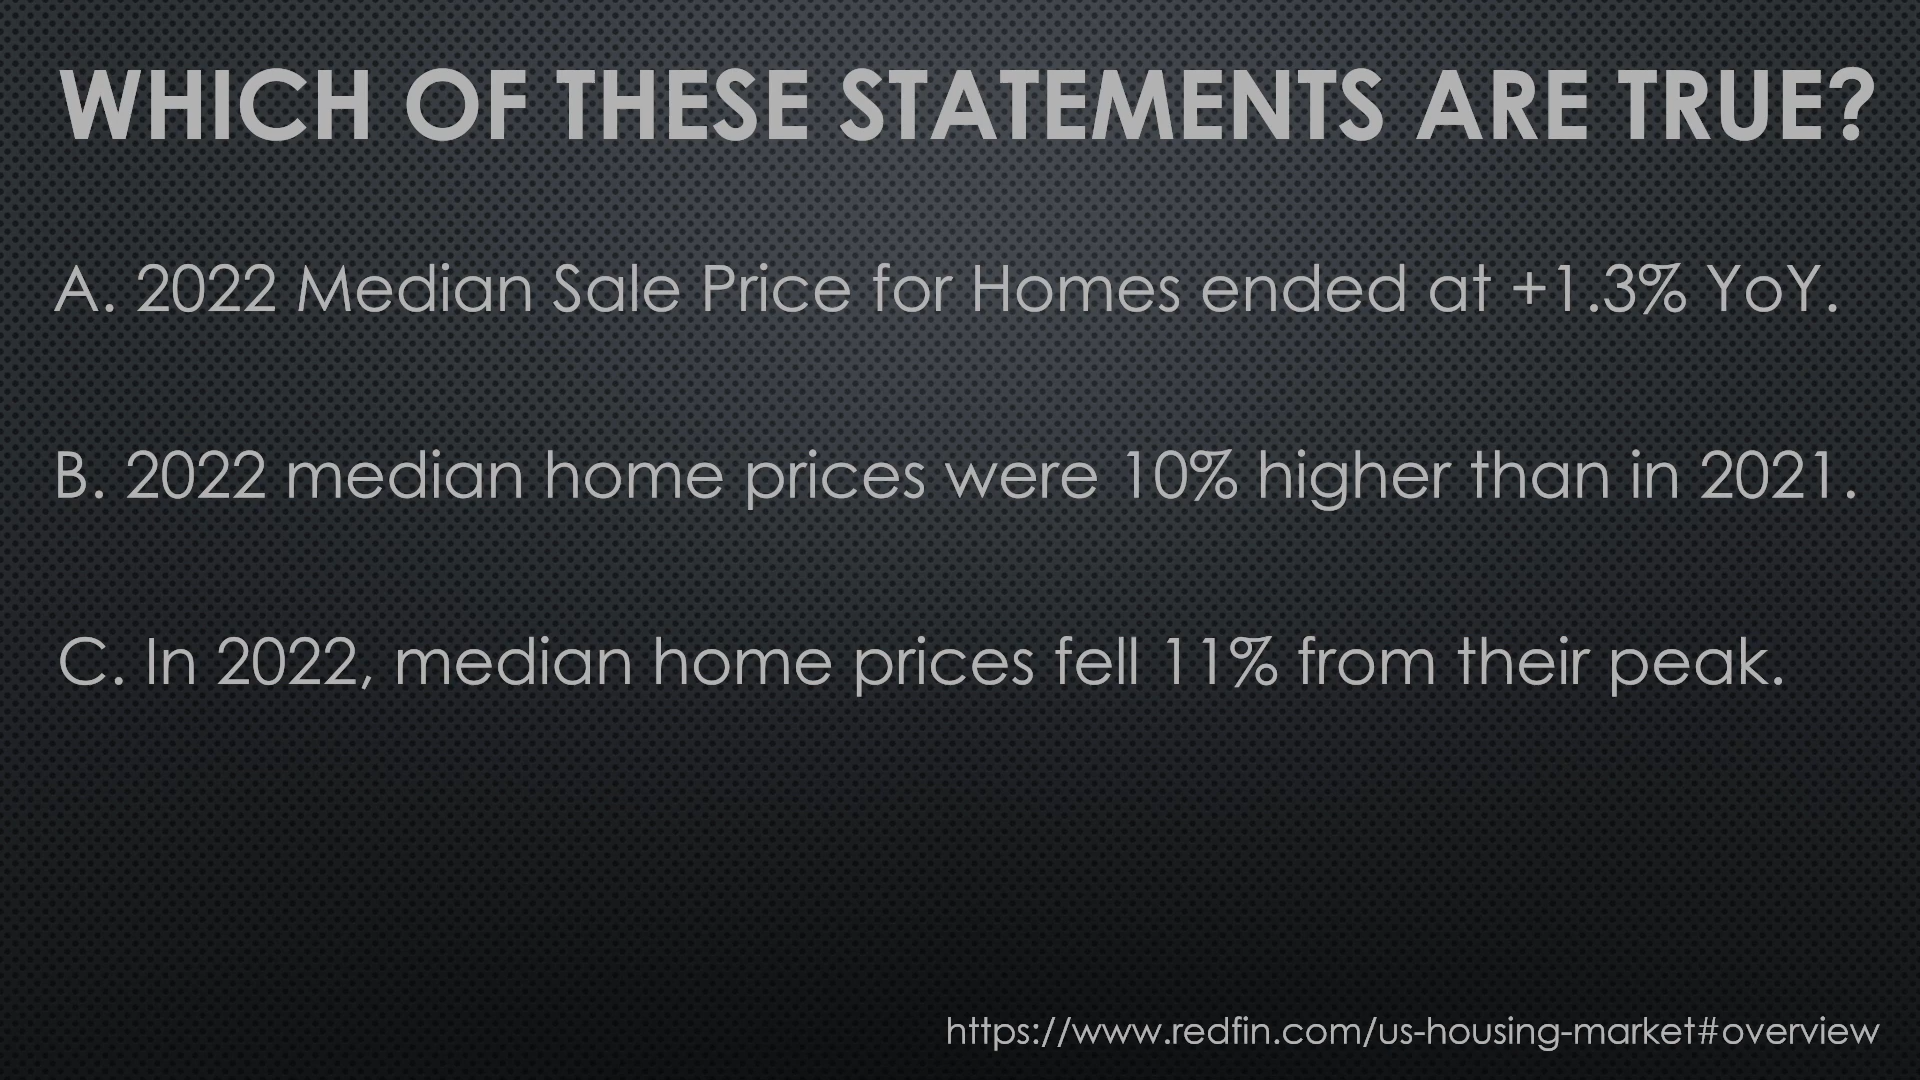 WHICH OF THESE STATEMENTS ARE TRUE?
A. 2022 Median Sale Price for Homes ended at +1.3% YoY.
B. 2022 median home prices were 10% higher than in 2021.
C. In 2022, median home prices fell 11% from their peak.
https://www.redfin.com/us-housing-market#overview